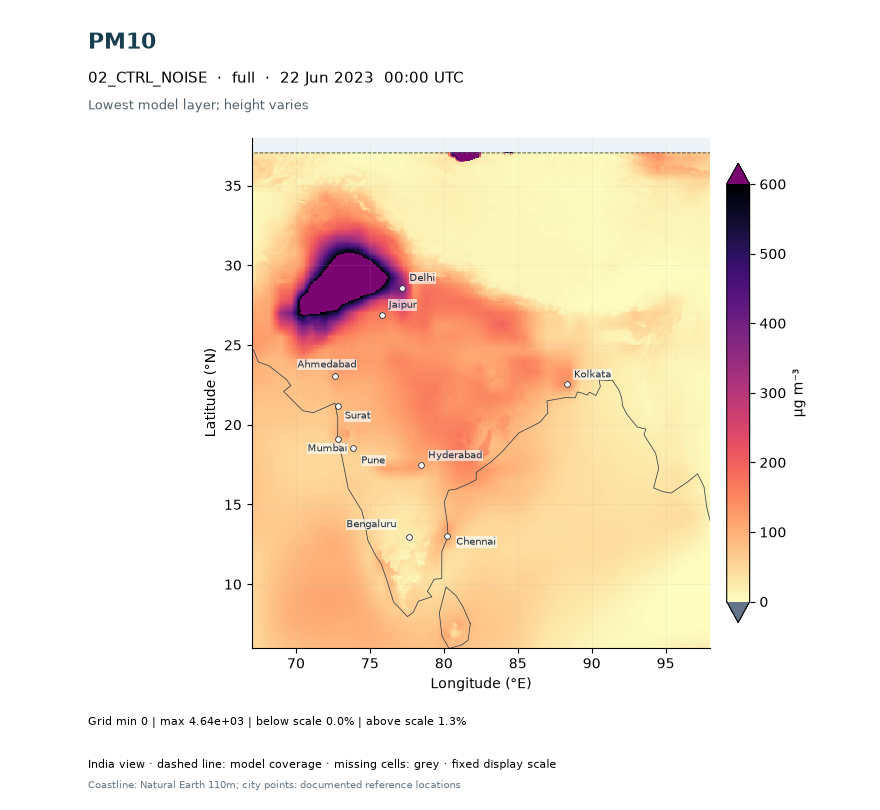 PM10
02_CTRL_NOISE · full · 22 Jun 2023 00:00 UTC
Lowest model layer; height varies
35
30
25
20
15
10
Latitude (°N)
70
75
80
85
90
95
Longitude (°E)
Delhi
Jaipur
Ahmedabad
Kolkata
Surat
Mumbai
Pune
Hyderabad
Bengaluru
Chennai
600
500
400
300
200
100
0
µg m⁻³
Grid min 0 | max 4.64e+03 | below scale 0.0% | above scale 1.3%
India view · dashed line: model coverage · missing cells: grey · fixed display scale
Coastline: Natural Earth 110m; city points: documented reference locations